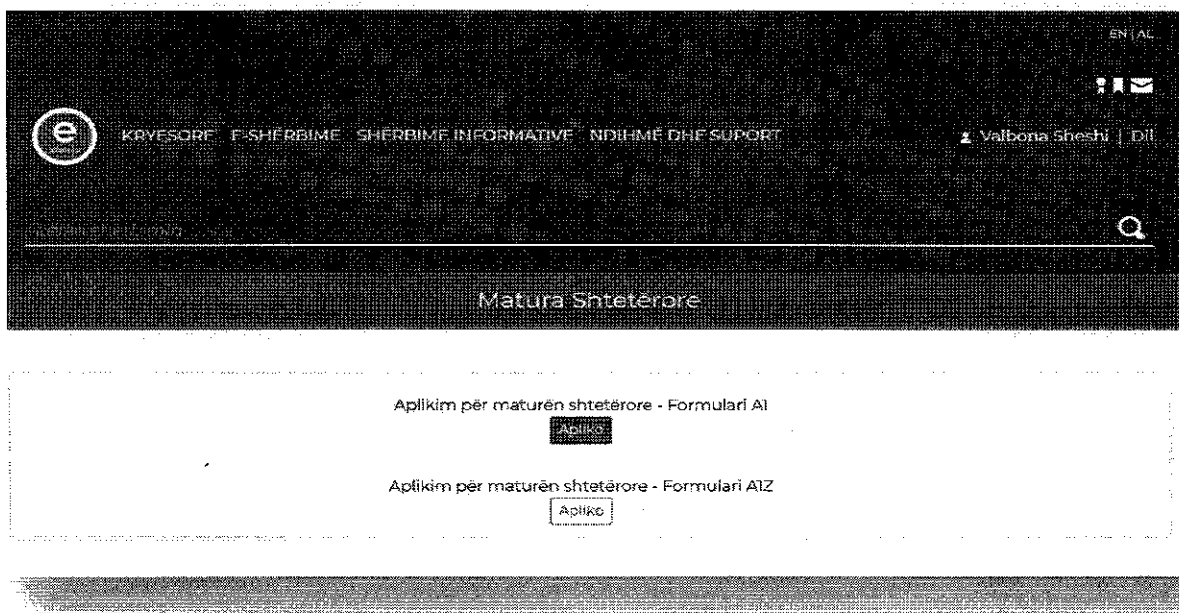 EN | AL
e
KRYESORE E-SHËRBIME SHËRBIME INFORMATIVE NDIHMË DHE SUPORT
Valbona Sheshi | Dil
Matura Shtetërore
Aplikim për maturën shtetërore - Formulari A1
Apliko
Aplikim për maturën shtetërore - Formulari A1Z
Apliko